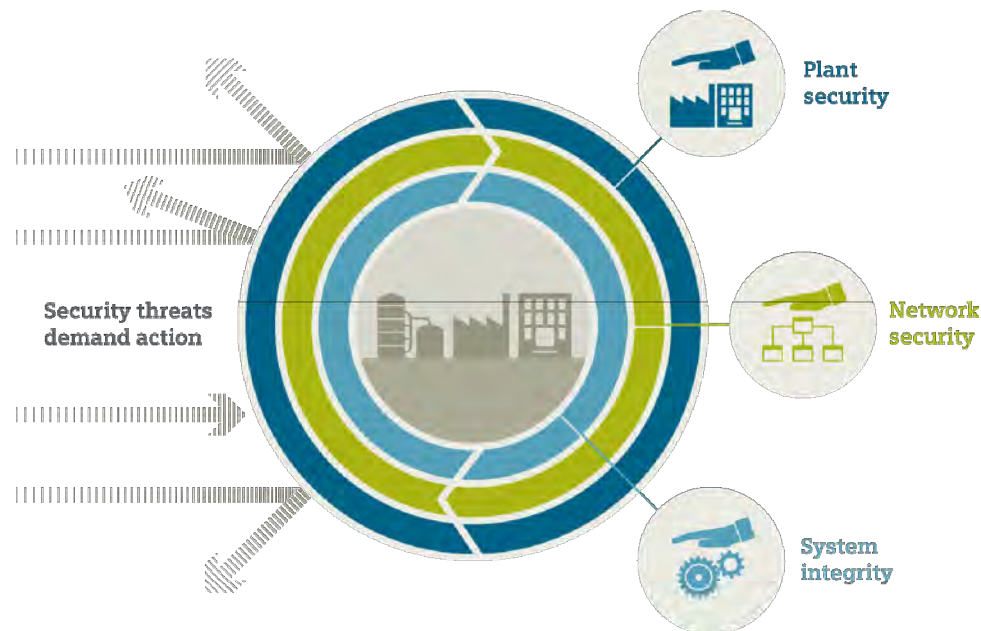 Plant
security
Security threats
demand action
Network
security
System
integrity